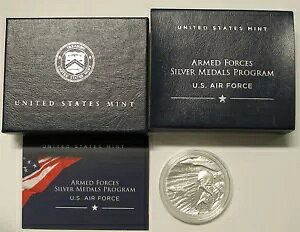 UNITED STATES MINT
UNITED STATES MINT
ARMED FORCES
SILVER MEDALS PROGRAM
U.S. AIR FORCE
ARMED FORCES
SILVER MEDALS PROGRAM
U.S. AIR FORCE